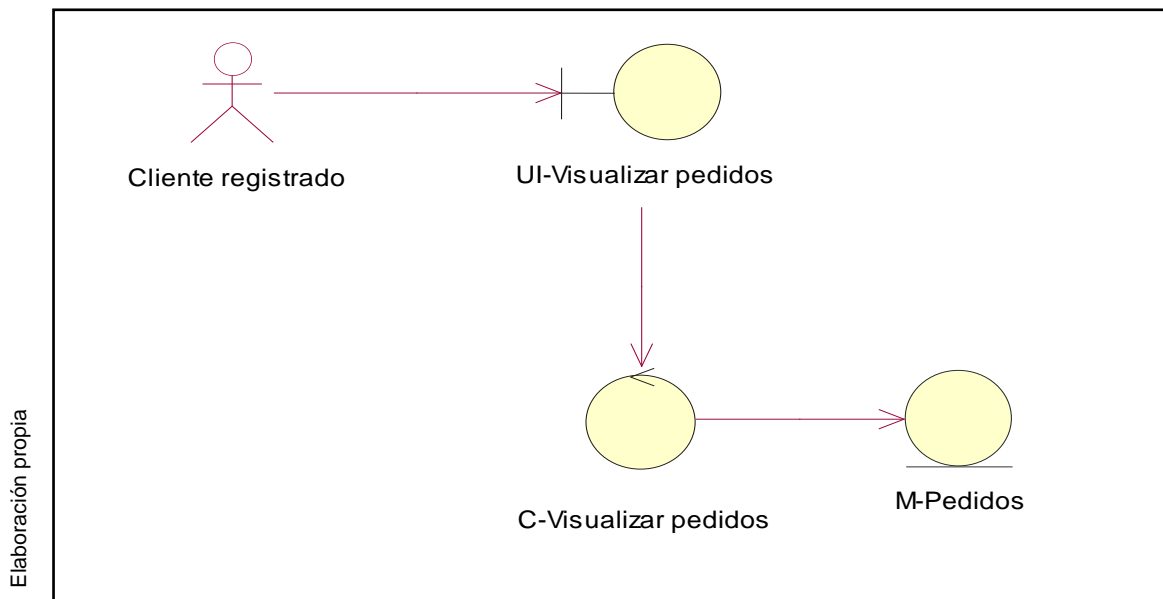 Cliente registrado
UI-Visualizar pedidos
C-Visualizar pedidos
M-Pedidos
Elaboración propia